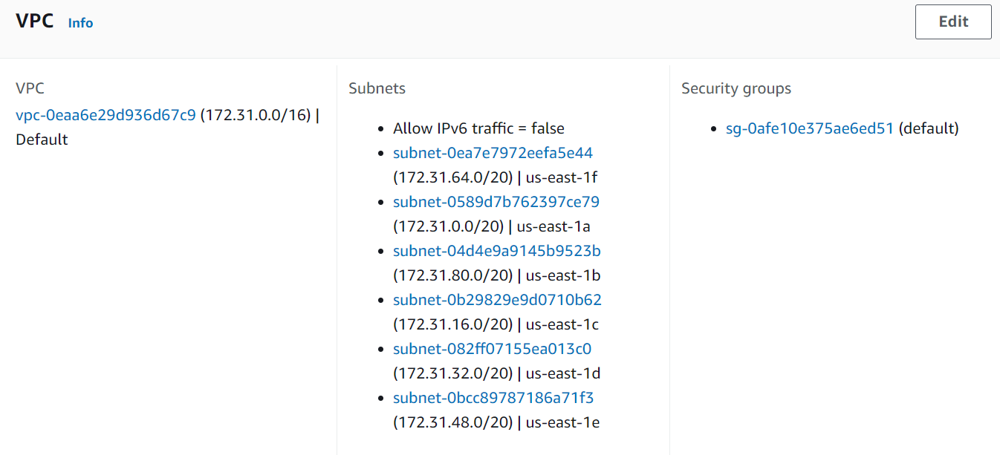 VPC Info
Edit
VPC
vpc-0eaa6e29d936d67c9 (172.31.0.0/16) |
Default
Subnets
Allow IPv6 traffic = false
subnet-0ea7e7972eefa5e44
(172.31.64.0/20) | us-east-1f
subnet-0589d7b762397ce79
(172.31.0.0/20) | us-east-1a
subnet-04d4e9a9145b9523b
(172.31.80.0/20) | us-east-1b
subnet-0b29829e9d0710b62
(172.31.16.0/20) | us-east-1c
subnet-082ff07155ea013c0
(172.31.32.0/20) | us-east-1d
subnet-0bcc89787186a71f3
(172.31.48.0/20) | us-east-1e
Security groups
sg-0afe10e375ae6ed51 (default)